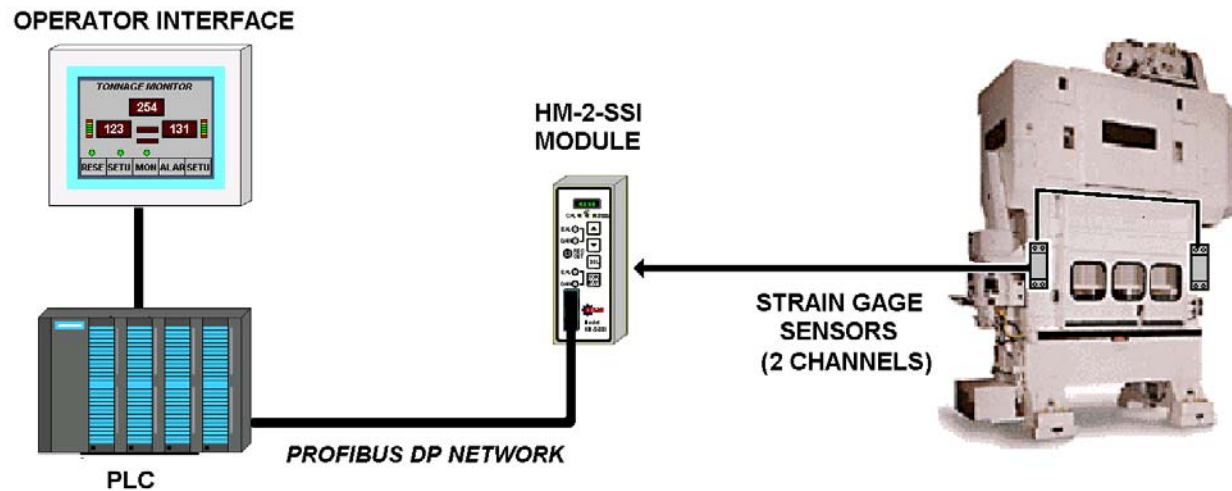 OPERATOR INTERFACE
TONNAGE MONITOR
254
123 131
RESE SETU MON ALAR SETU
HM-2-SSI
MODULE
SEL
STRAIN GAGE
SENSORS
(2 CHANNELS)
PROFIBUS DP NETWORK
PLC